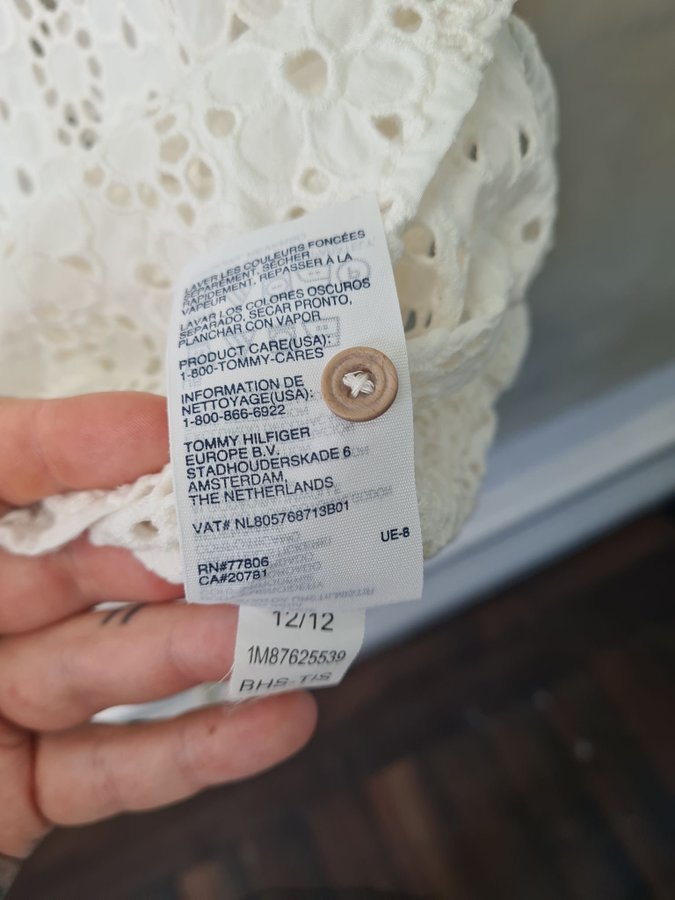 LAVER LES COULEURS FONCÉES
SÉPARÉMENT, SÉCHER
RAPIDEMENT, REPASSER À LA
VAPEUR
LAVAR LOS COLORES OSCUROS
SEPARADO, SECAR PRONTO,
PLANCHAR CON VAPOR
PRODUCT CARE(USA):
1-800-TOMMY-CARES
INFORMATION DE
NETTOYAGE(USA):
1-800-866-6922
TOMMY HILFIGER
EUROPE B.V.
STADHOUDERSKADE 6
AMSTERDAM,
THE NETHERLANDS
VAT# NL805768713B01
UE-8
RN#77806
CA#20781
12/12
1M87625539
BHS-TIS